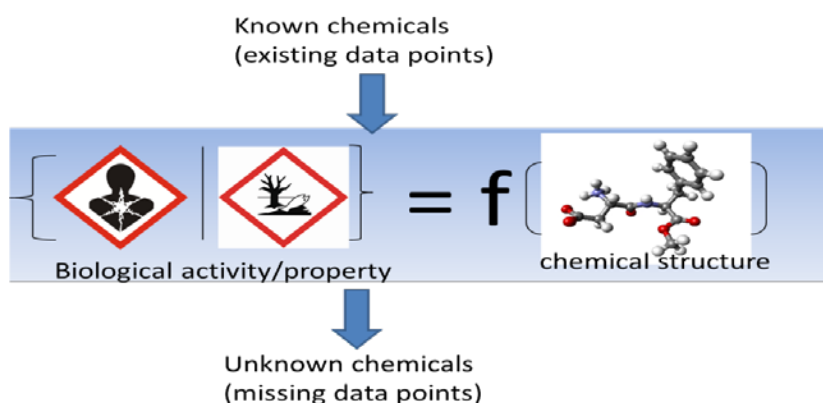 Known chemicals
(existing data points)
= f
Biological activity/property
chemical structure
Unknown chemicals
(missing data points)